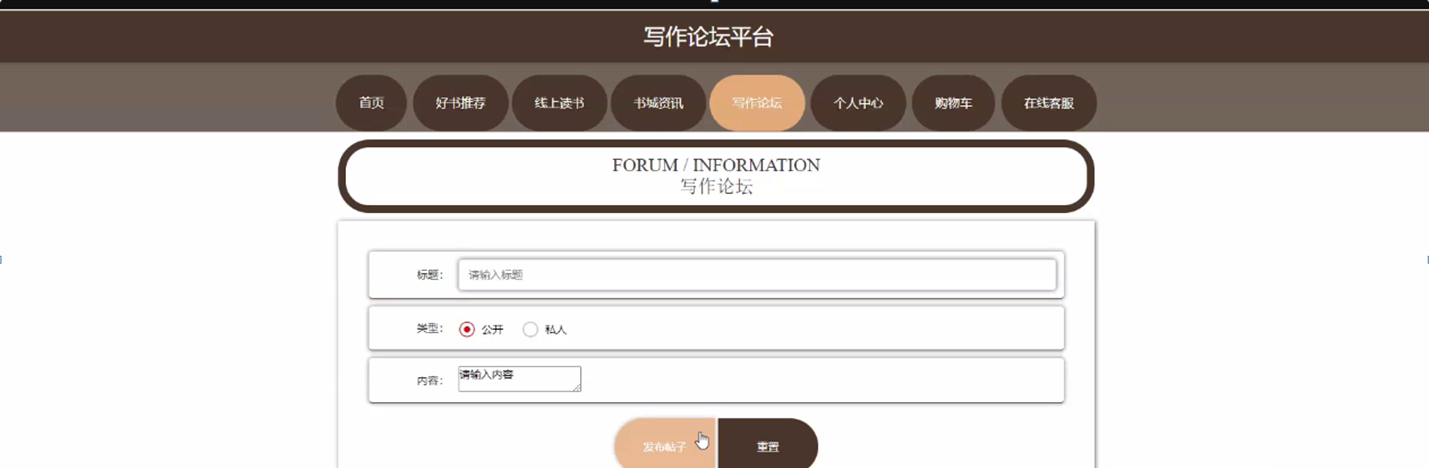 写作论坛平台
首页 好书推荐 线上读书 书城资讯 写作论坛 个人中心 购物车 在线客服
FORUM / INFORMATION
写作论坛
标题： 请输入标题
类型： 公开 私人
内容： 请输入内容
发布帖子 重置